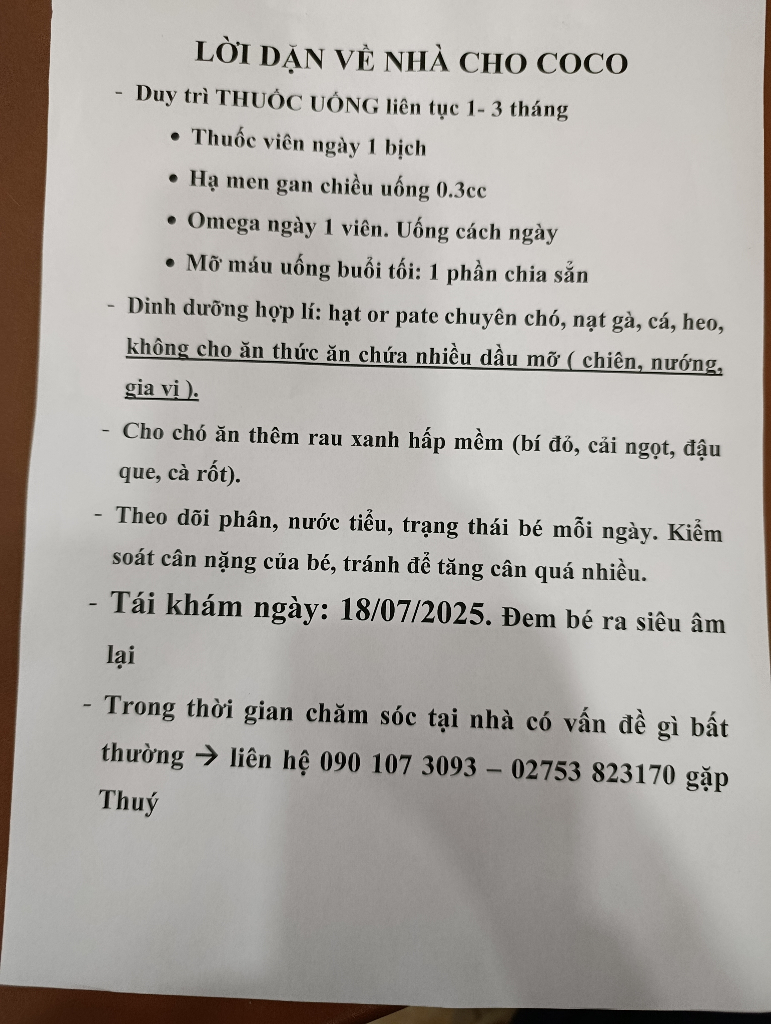 LỜI DẶN VỀ NHÀ CHO COCO
- Duy trì THUỐC UỐNG liên tục 1- 3 tháng
• Thuốc viên ngày 1 bịch
• Hạ men gan chiều uống 0.3cc
• Omega ngày 1 viên. Uống cách ngày
• Mỡ máu uống buổi tối: 1 phần chia sẵn
- Dinh dưỡng hợp lí: hạt or pate chuyên chó, nạt gà, cá, heo,
không cho ăn thức ăn chứa nhiều dầu mỡ ( chiên, nướng,
gia vị ).
- Cho chó ăn thêm rau xanh hấp mềm (bí đỏ, cải ngọt, đậu
que, cà rốt).
- Theo dõi phân, nước tiểu, trạng thái bé mỗi ngày. Kiểm
soát cân nặng của bé, tránh để tăng cân quá nhiều.
- Tái khám ngày: 18/07/2025. Đem bé ra siêu âm
lại
- Trong thời gian chăm sóc tại nhà có vấn đề gì bất
thường → liên hệ 090 107 3093 – 02753 823170 gặp
Thuý